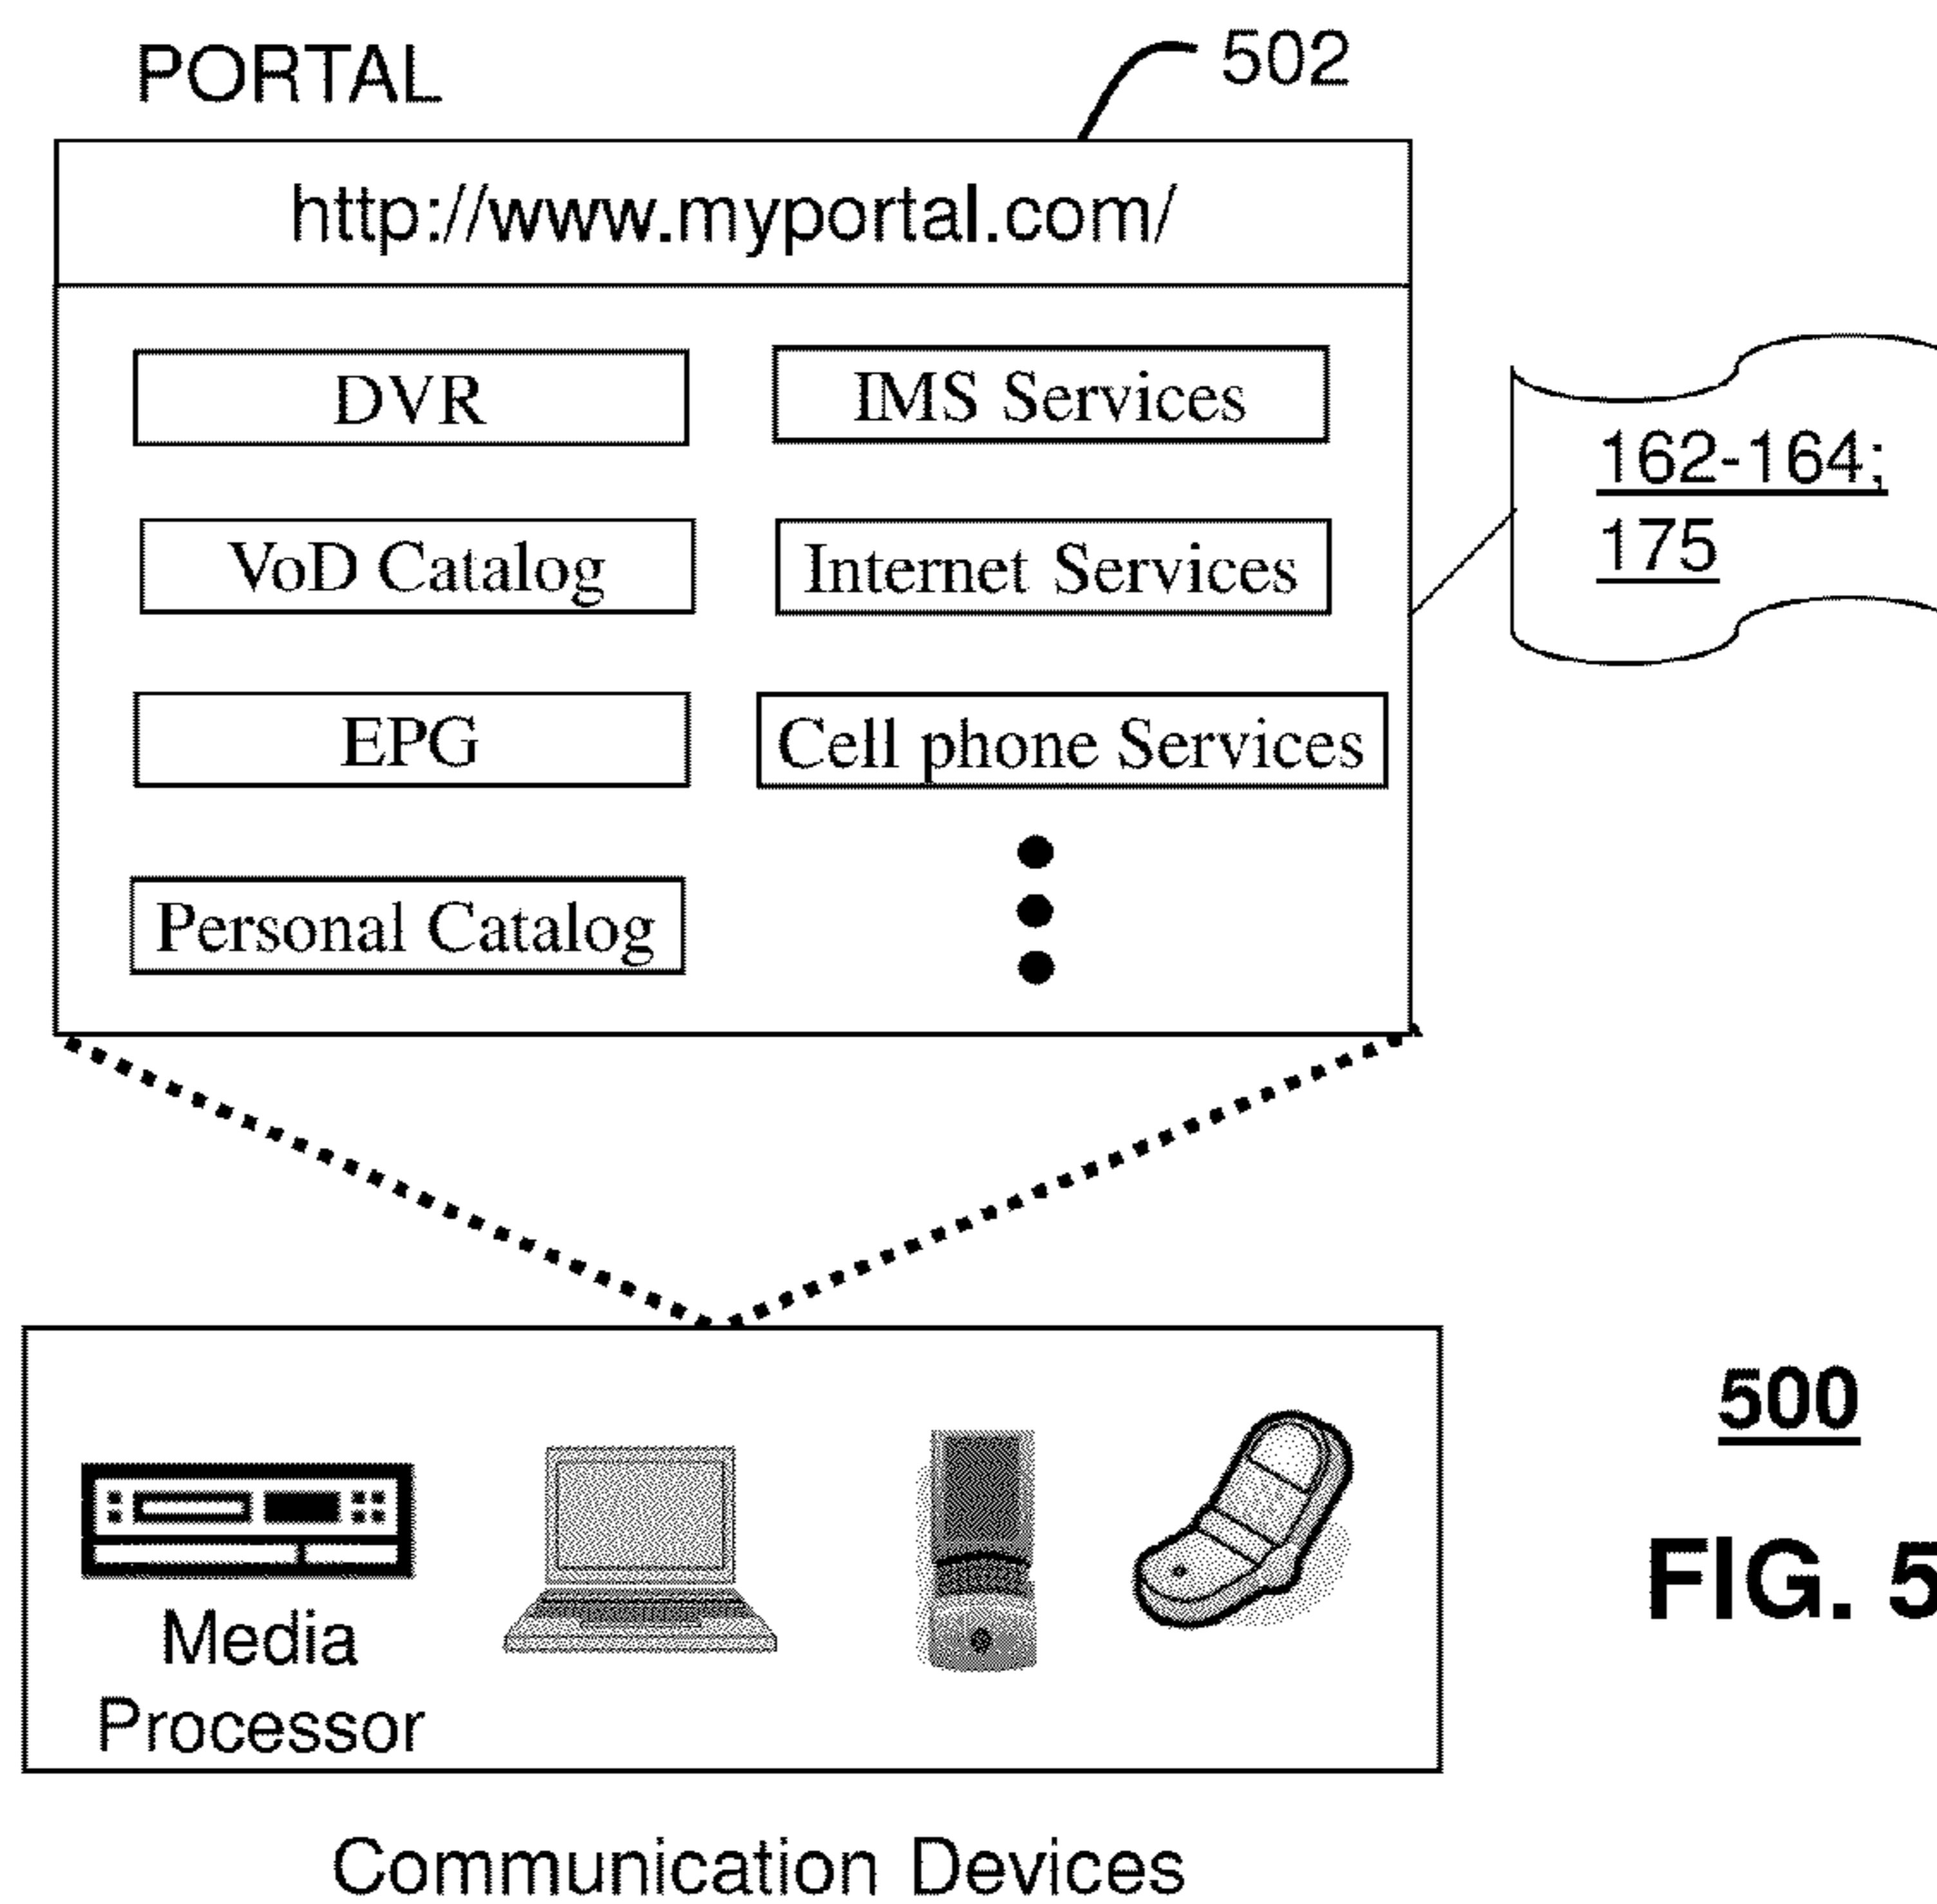 PORTAL
502
http://www.myportal.com/
DVR
IMS Services
VoD Catalog
Internet Services
EPG
Cell phone Services
Personal Catalog
162-164;
175
Media
Processor
Communication Devices
500
FIG. 5